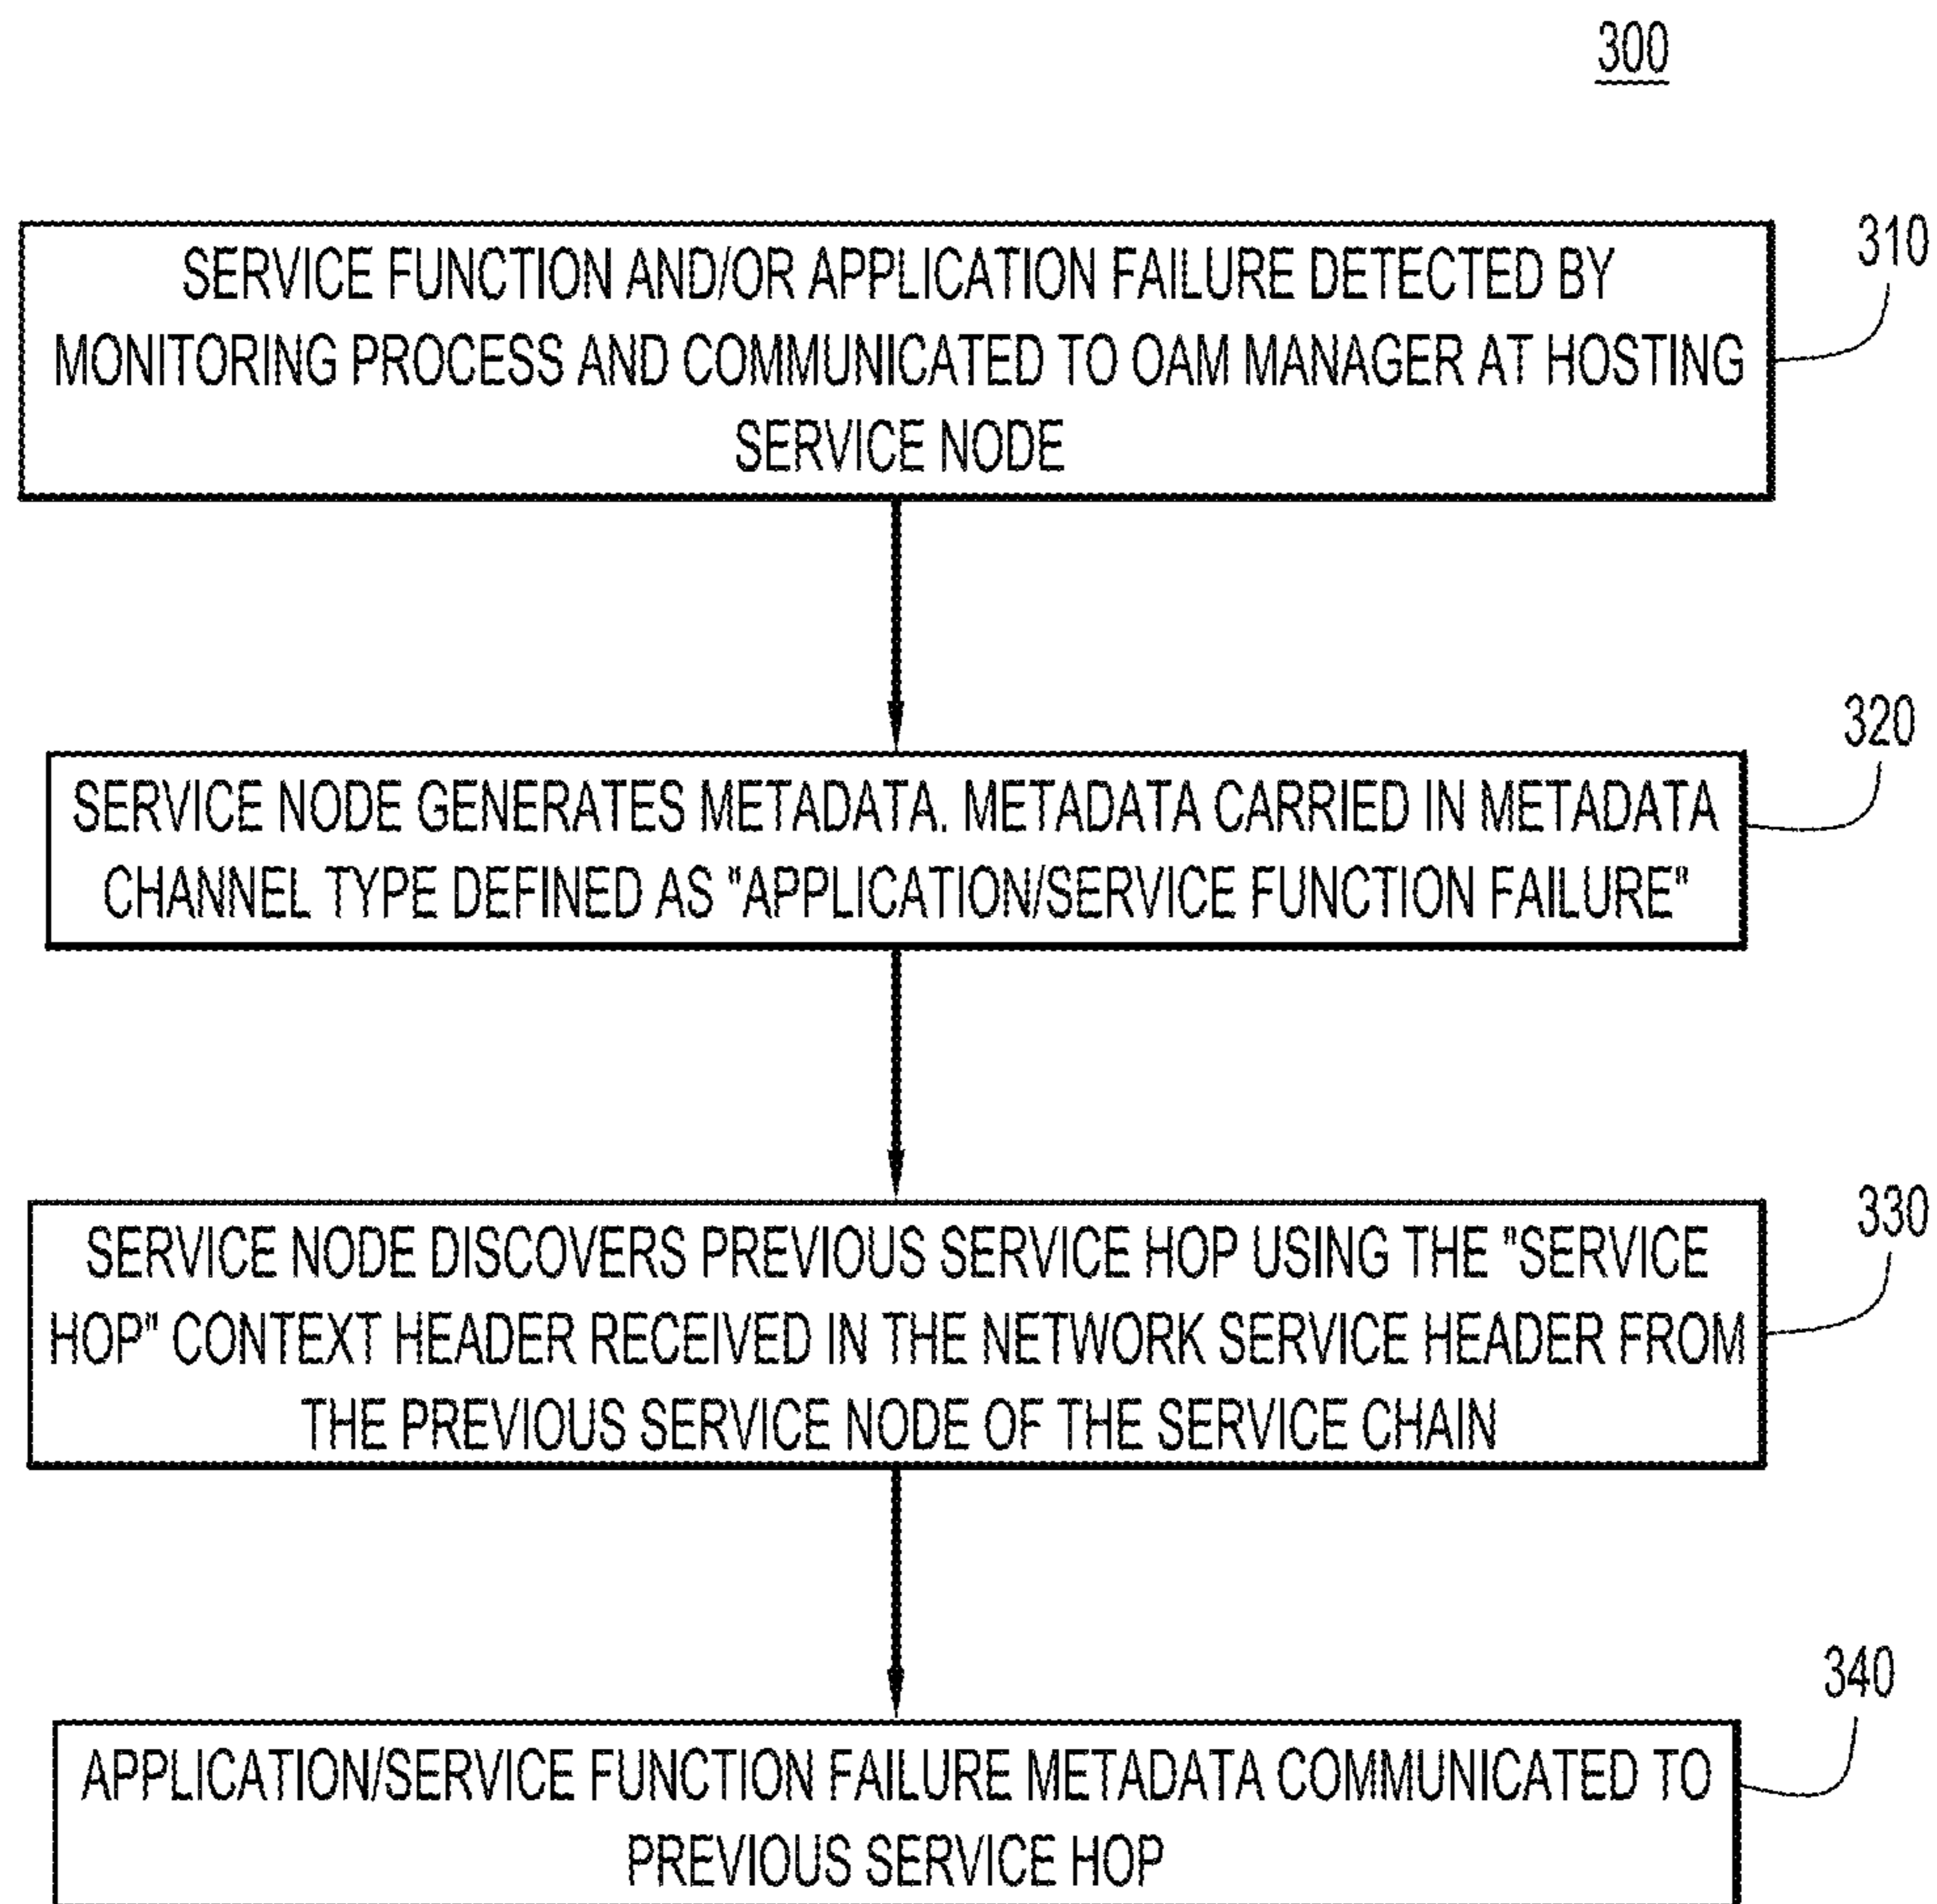 300
310
SERVICE FUNCTION AND/OR APPLICATION FAILURE DETECTED BY
MONITORING PROCESS AND COMMUNICATED TO OAM MANAGER AT HOSTING
SERVICE NODE
320
SERVICE NODE GENERATES METADATA. METADATA CARRIED IN METADATA
CHANNEL TYPE DEFINED AS "APPLICATION/SERVICE FUNCTION FAILURE"
330
SERVICE NODE DISCOVERS PREVIOUS SERVICE HOP USING THE "SERVICE
HOP" CONTEXT HEADER RECEIVED IN THE NETWORK SERVICE HEADER FROM
THE PREVIOUS SERVICE NODE OF THE SERVICE CHAIN
340
APPLICATION/SERVICE FUNCTION FAILURE METADATA COMMUNICATED TO
PREVIOUS SERVICE HOP